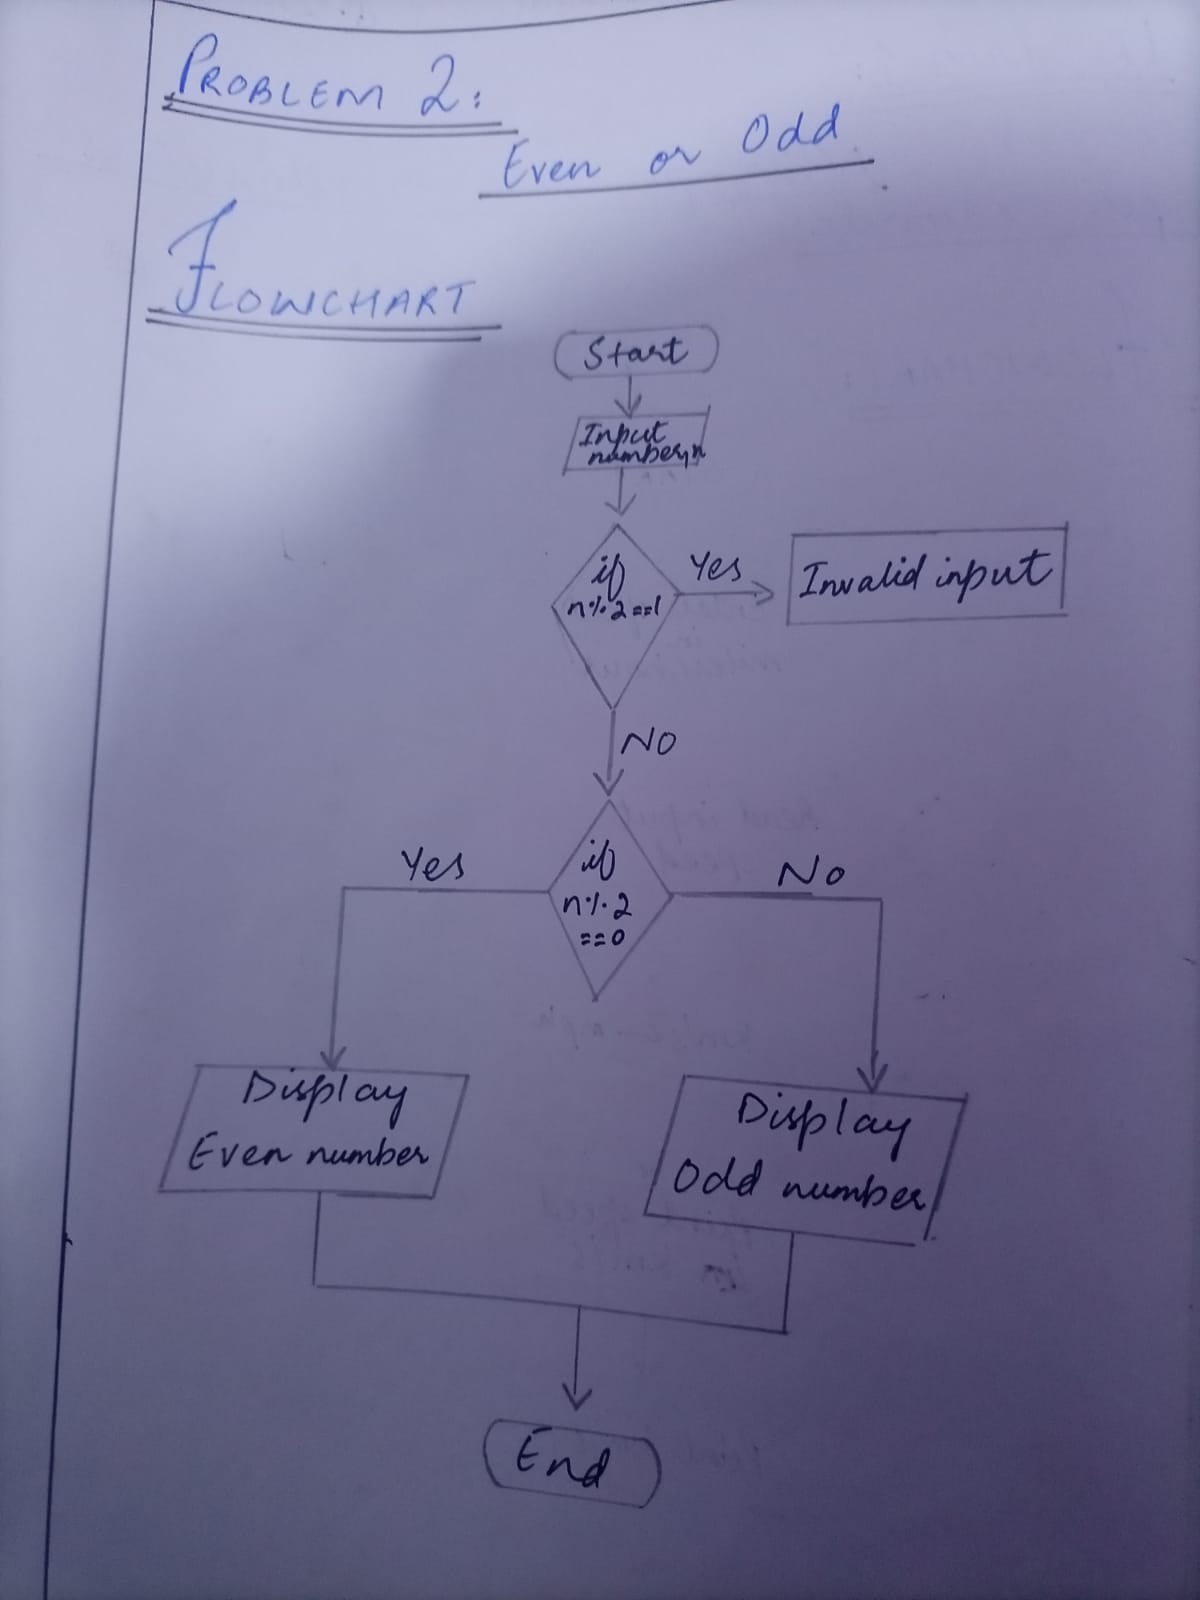 PROBLEM 2:
Even or Odd
FLOWCHART
Start
Input
number, n
if
n%2==1
Yes
Invalid input
NO
if
n%2
==0
Yes
No
Display
Even number
Display
Odd number
End